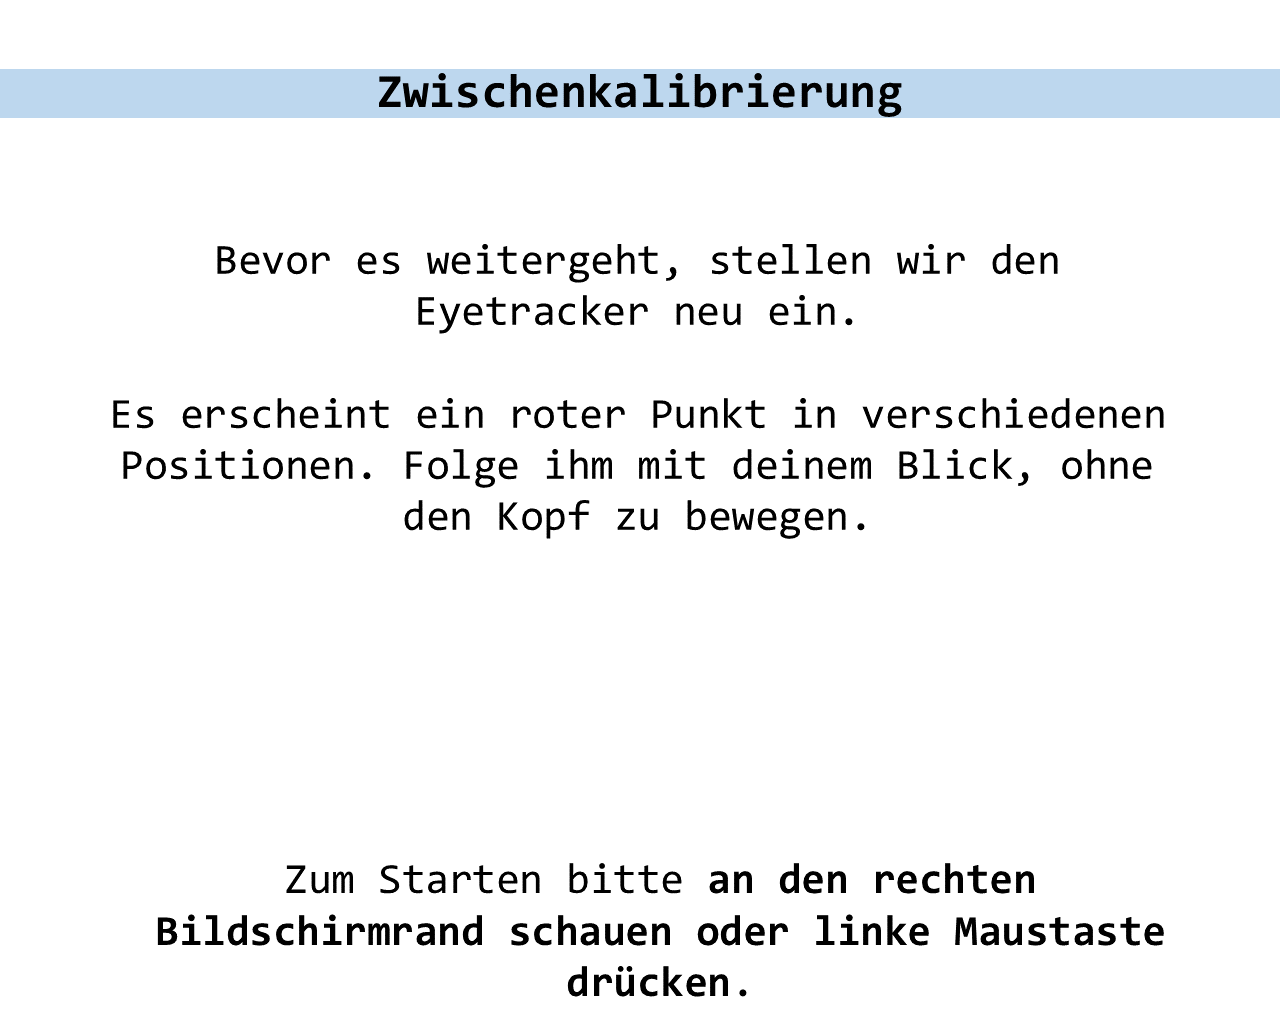 Zwischenkalibrierung
Bevor es weitergeht, stellen wir den
Eyetracker neu ein.
Es erscheint ein roter Punkt in verschiedenen
Positionen. Folge ihm mit deinem Blick, ohne
den Kopf zu bewegen.
Zum Starten bitte an den rechten
Bildschirmrand schauen oder linke Maustaste
drücken.